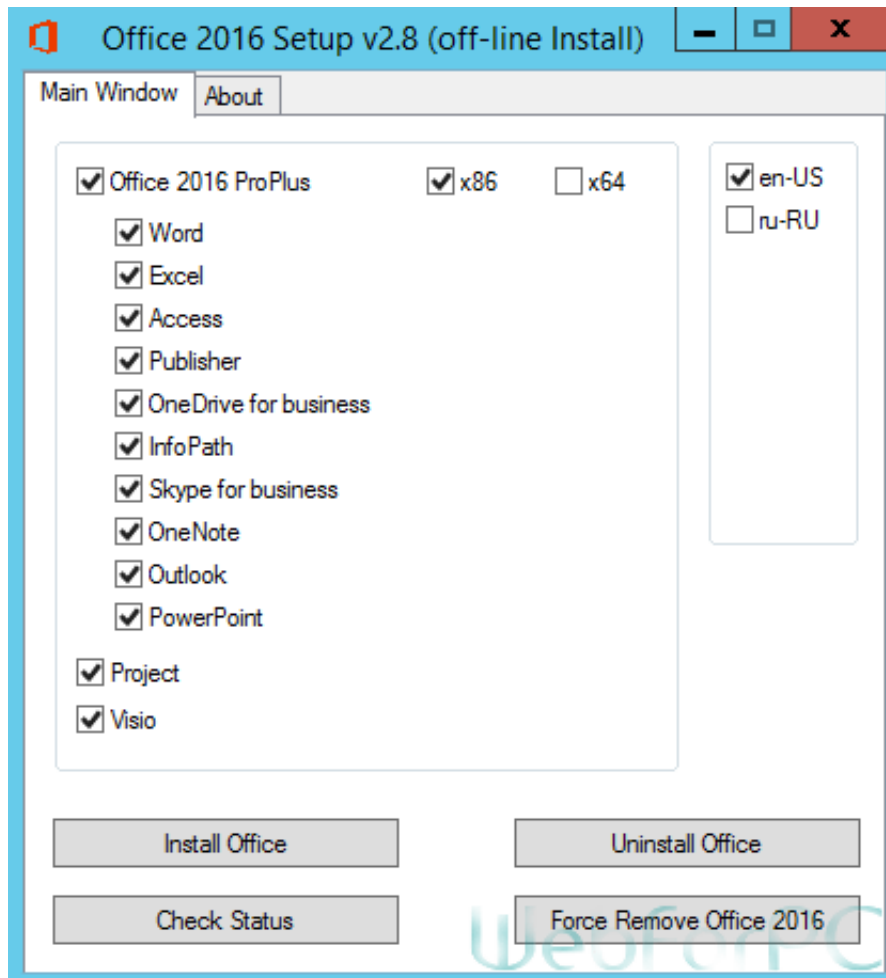 Office 2016 Setup v2.8 (off-line Install)
Main Window About
Office 2016 ProPlus x86 x64
Word
Excel
Access
Publisher
OneDrive for business
InfoPath
Skype for business
OneNote
Outlook
PowerPoint
Project
Visio
en-US
ru-RU
Install Office Uninstall Office
Check Status Force Remove Office 2016
WebForPC